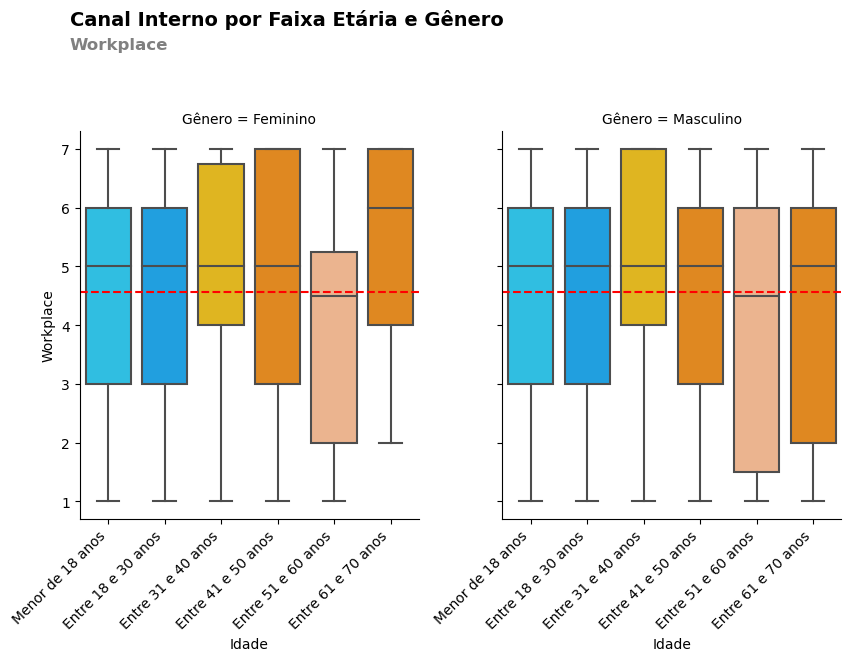 Canal Interno por Faixa Etária e Gênero
Workplace
Gênero = Feminino
Gênero = Masculino
Workplace
7
6
5
4
3
2
1
Menor de 18 anos
Entre 18 e 30 anos
Entre 31 e 40 anos
Entre 41 e 50 anos
Entre 51 e 60 anos
Entre 61 e 70 anos
Menor de 18 anos
Entre 18 e 30 anos
Entre 31 e 40 anos
Entre 41 e 50 anos
Entre 51 e 60 anos
Entre 61 e 70 anos
Idade
Idade